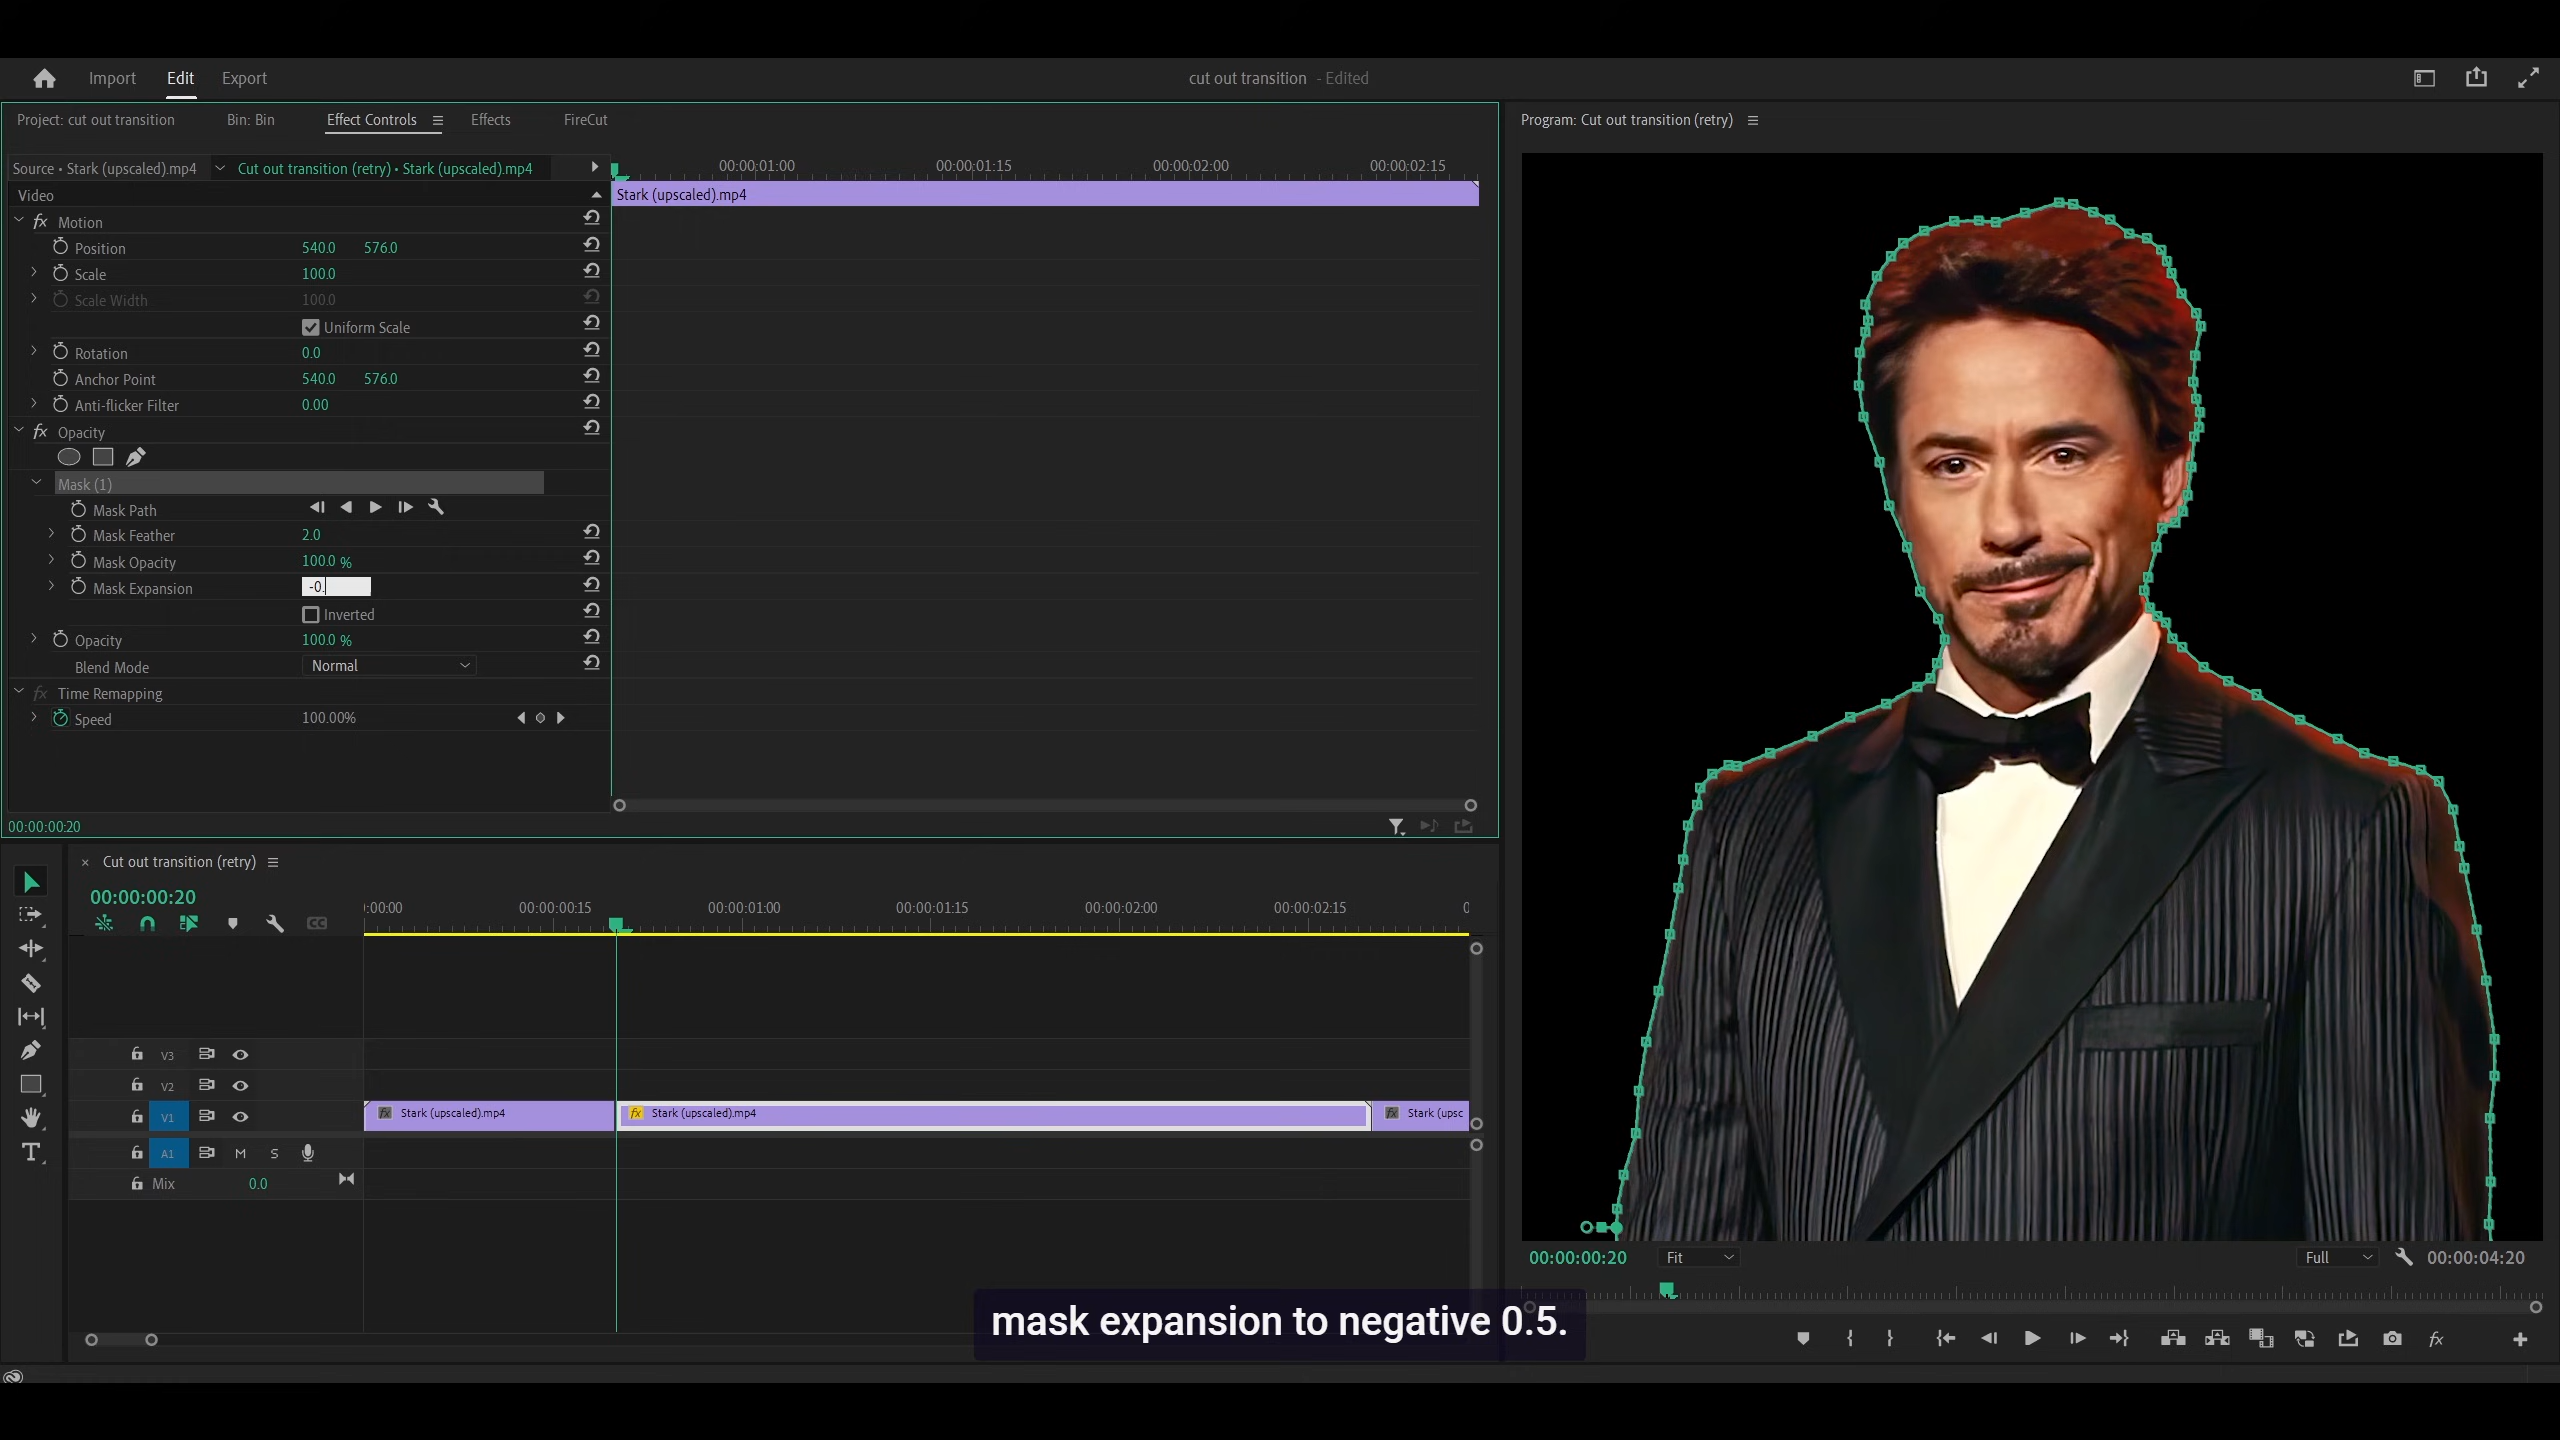 Import Edit Export
cut out transition - Edited
Project: cut out transition Bin: Bin Effect Controls Effects FireCut
Source • Stark (upscaled).mp4 Cut out transition (retry) • Stark (upscaled).mp4
00:00:01:00 00:00:01:15 00:00:02:00 00:00:02:15
Video
Stark (upscaled).mp4
fx Motion
Position 540.0 576.0
Scale 100.0
Scale Width 100.0
Uniform Scale
Rotation 0.0
Anchor Point 540.0 576.0
Anti-flicker Filter 0.00
fx Opacity
Mask (1)
Mask Path
Mask Feather 2.0
Mask Opacity 100.0 %
Mask Expansion -0.
Inverted
Opacity 100.0 %
Blend Mode Normal
fx Time Remapping
Speed 100.00%
00:00:00:20
Program: Cut out transition (retry)
00:00:00:20 Fit Full 00:00:04:20
fx
× Cut out transition (retry)
00:00:00:20
:00:00 00:00:00:15 00:00:01:00 00:00:01:15 00:00:02:00 00:00:02:15 0
CC
V3
V2
V1
fx Stark (upscaled).mp4 fx Stark (upscaled).mp4 fx Stark (upsc
A1 M S
Mix 0.0
T
mask expansion to negative 0.5.